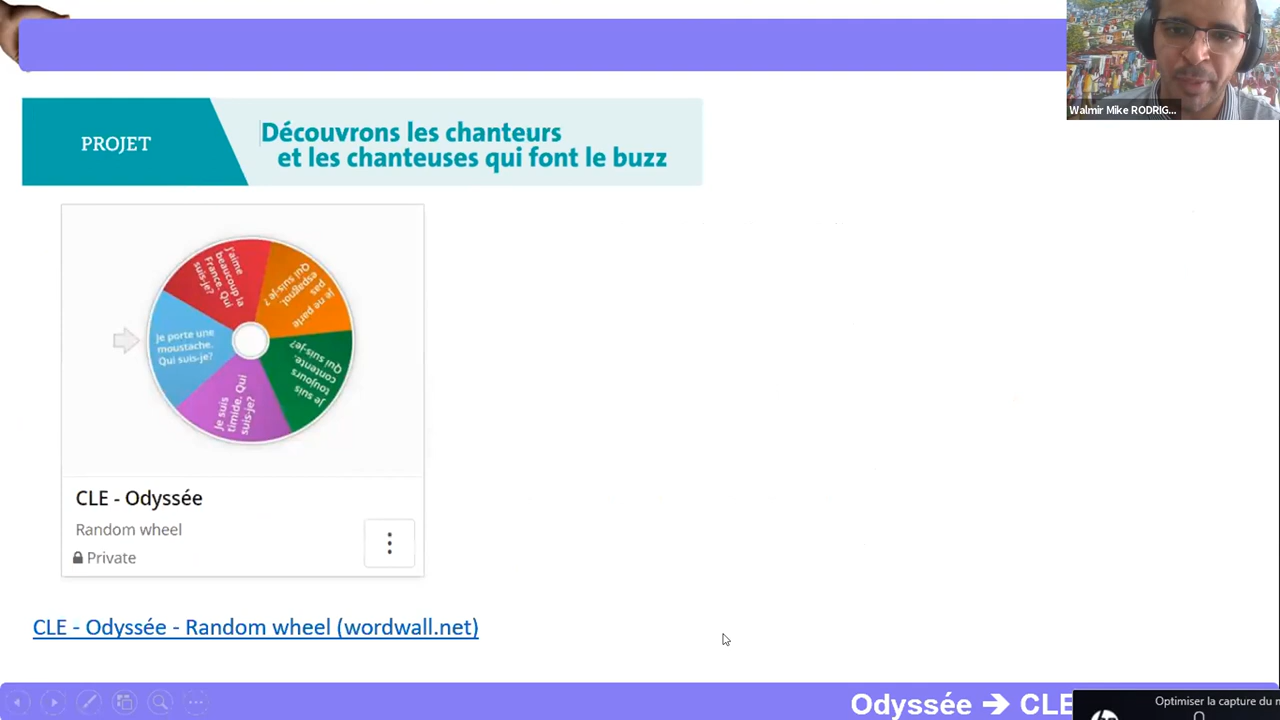 Walmir Mike RODRIG...
PROJET
Découvrons les chanteurs
et les chanteuses qui font le buzz
J'aime
beaucoup la
France. Qui
suis-je?
Je ne parle
pas
espagnol.
Qui suis-je ?
Je porte une
moustache.
Qui suis-je?
Je suis
toujours
contente.
Qui suis-je?
Je suis
timide. Qui
suis-je?
CLE - Odyssée
Random wheel
Private
CLE - Odyssée - Random wheel (wordwall.net)
Odyssée → CLE
Optimiser la capture du
hp